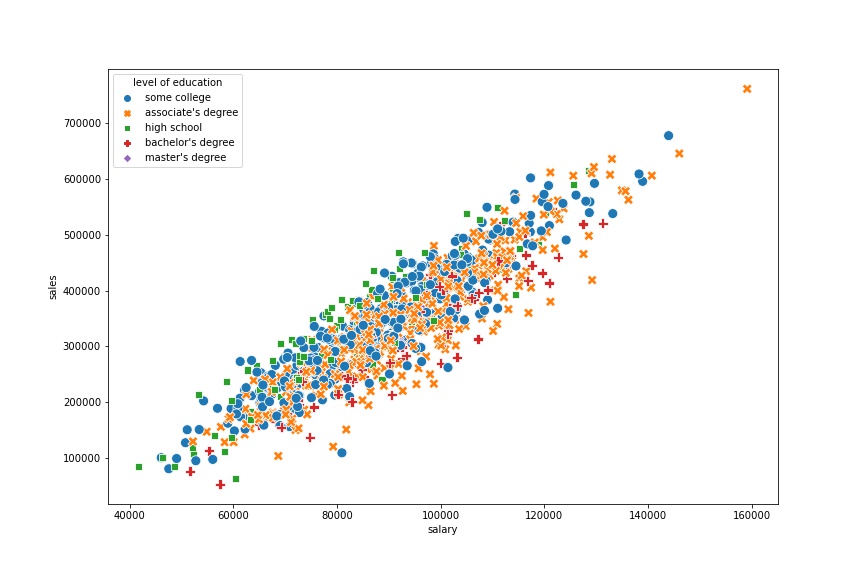 level of education
some college
associate's degree
high school
bachelor's degree
master's degree
700000
600000
500000
400000
300000
200000
100000
sales
40000 60000 80000 100000 120000 140000 160000
salary